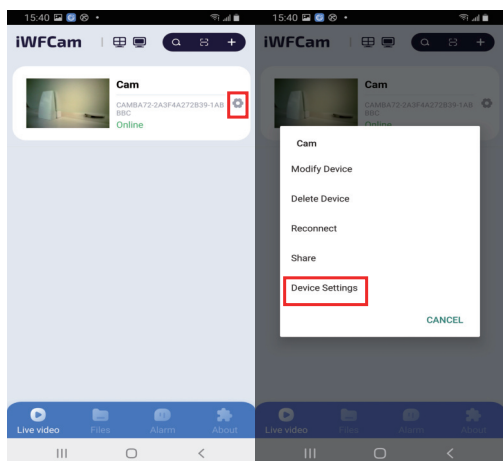 15:40
iWFCam
Cam
CAMBA72-2A3F4A272B39-1AB
BBC
Online
Live video
Files
Alarm
About
15:40
iWFCam
Cam
CAMBA72-2A3F4A272B39-1AB
BBC
Online
Cam
Modify Device
Delete Device
Reconnect
Share
Device Settings
CANCEL
Live video
Files
Alarm
About